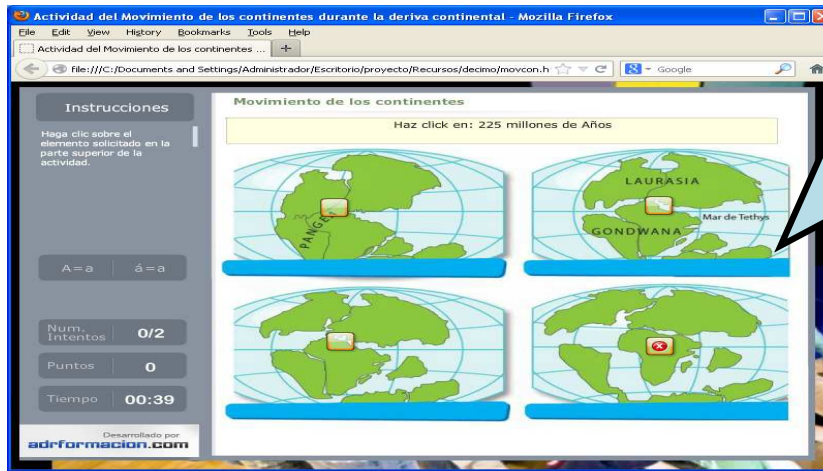 Actividad del Movimiento de los continentes durante la deriva continental - Mozilla Firefox
File Edit View History Bookmarks Tools Help
Actividad del Movimiento de los continentes ...
file:///C:/Documents and Settings/Administrador/Escritorio/proyecto/Recursos/decimo/movcon.h
Google
Instrucciones
Haga clic sobre el
elemento solicitado en la
parte superior de la
actividad.
A=a á=a
Num.
Intentos 0/2
Puntos 0
Tiempo 00:39
Desarrollado por
adrformacion.com
Movimiento de los continentes
Haz click en: 225 millones de Años
PANGEA
LAURASIA
Mar de Tethys
GONDWANA